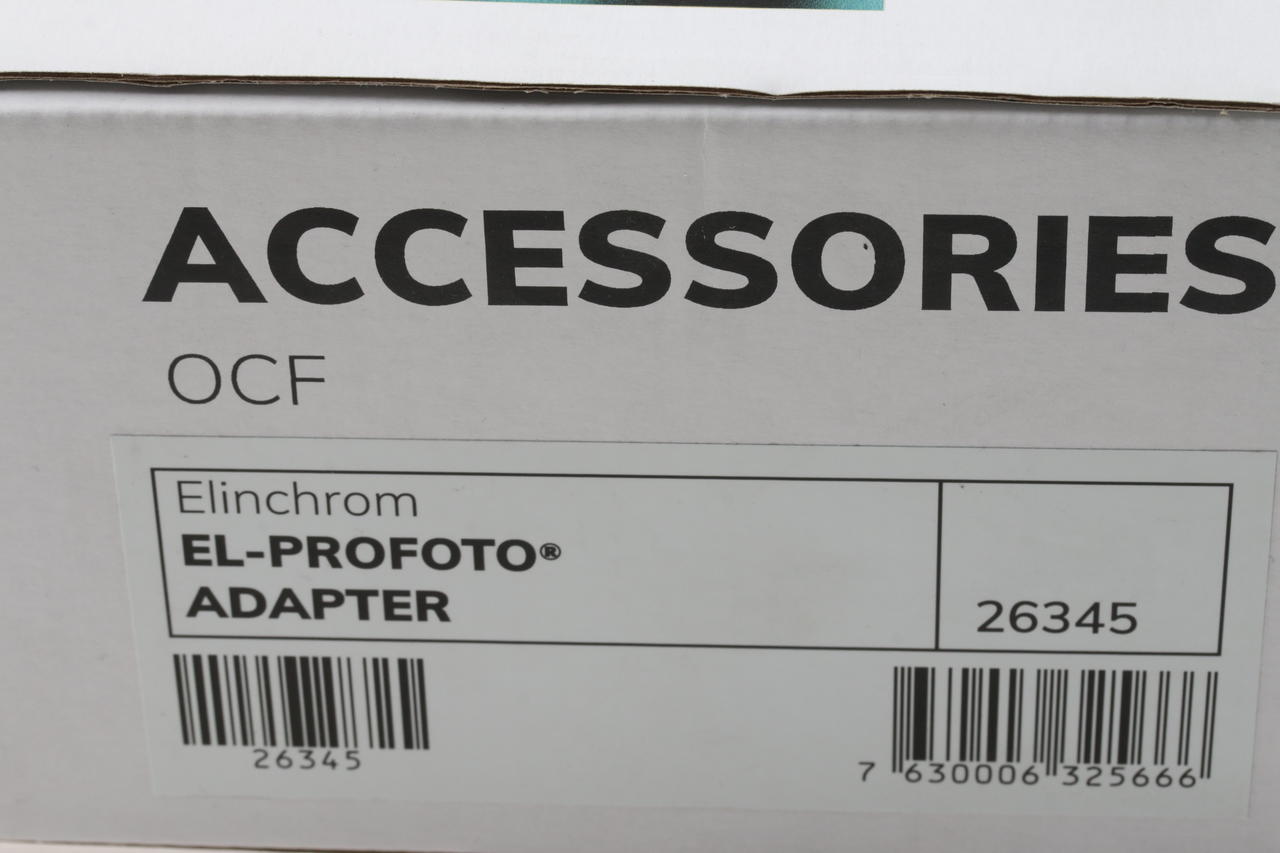 ACCESSORIES
OCF
Elinchrom
EL-PROFOTO®
ADAPTER
26345
26345
7 630006 325666